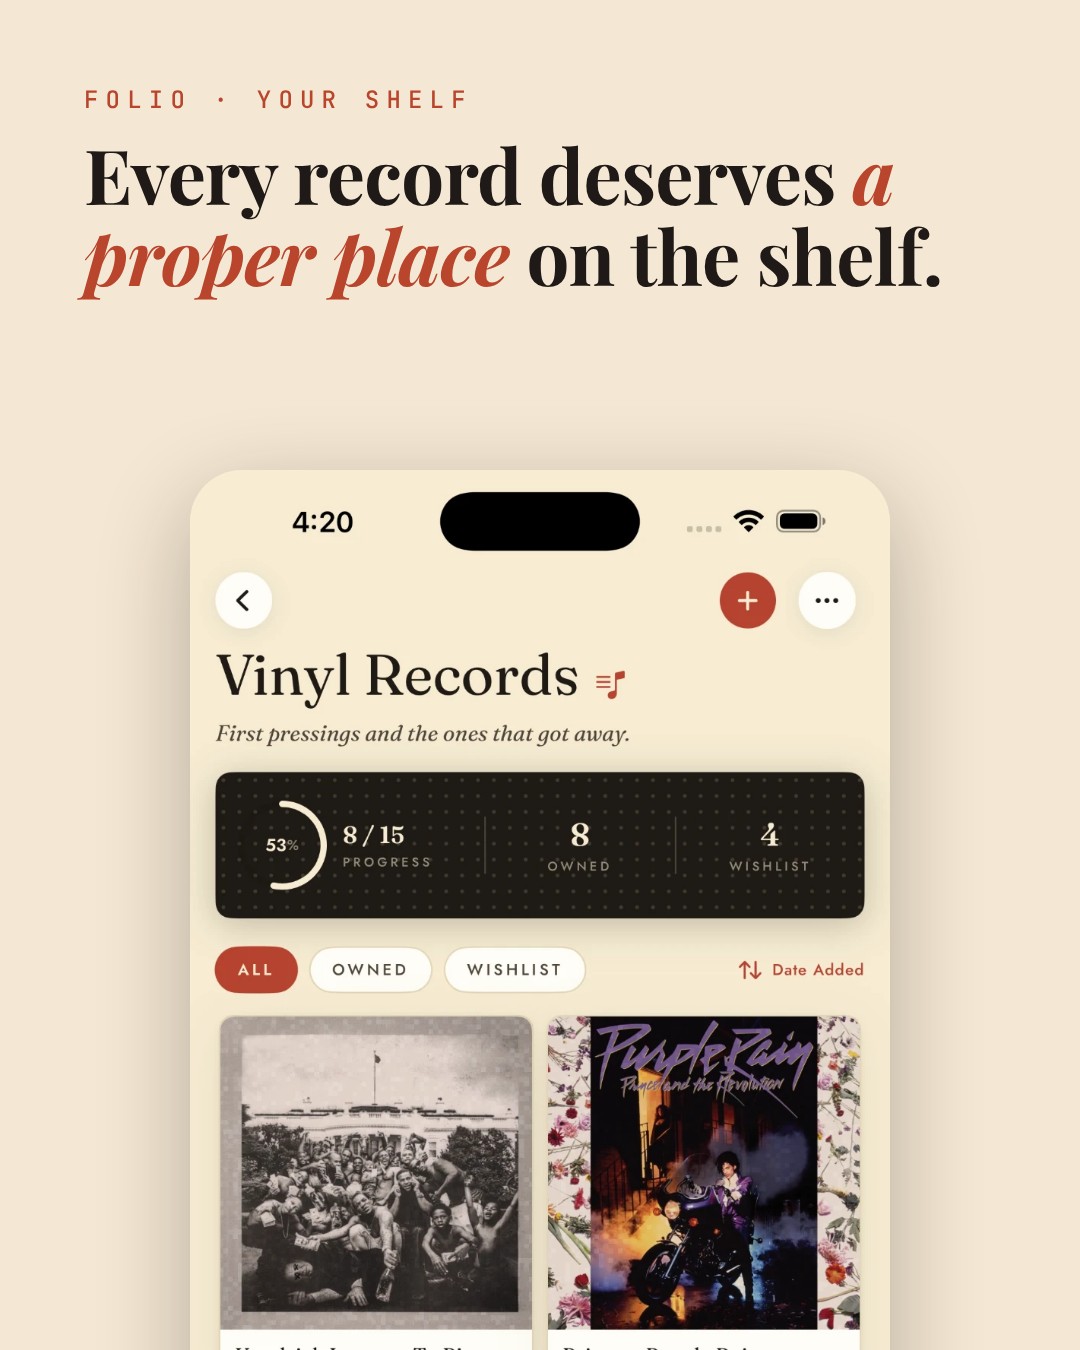 FOLIO · YOUR SHELF
Every record deserves a
proper place on the shelf.
4:20
Vinyl Records
First pressings and the ones that got away.
53%
8 / 15
PROGRESS
8
OWNED
4
WISHLIST
ALL
OWNED
WISHLIST
Date Added
Purple Rain
Prince and the Revolution